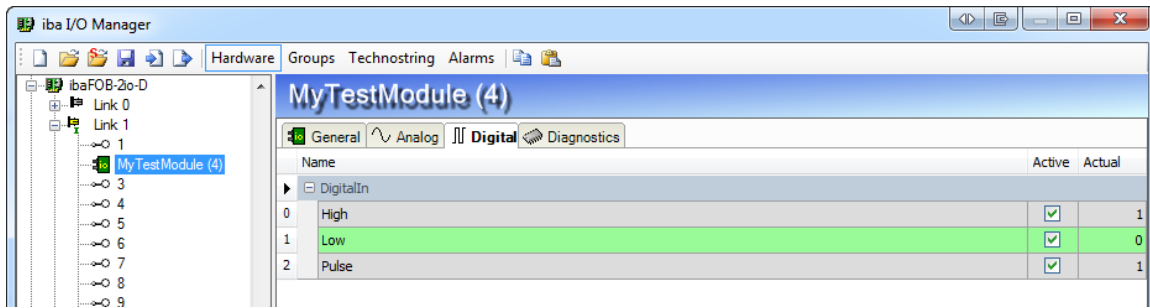 iba I/O Manager
Hardware Groups Technostring Alarms
ibaFOB-2io-D
Link 0
Link 1
1
MyTestModule (4)
3
4
5
6
7
8
9
MyTestModule (4)
General Analog Digital Diagnostics
Name Active Actual
DigitalIn
0 High 1
1 Low 0
2 Pulse 1